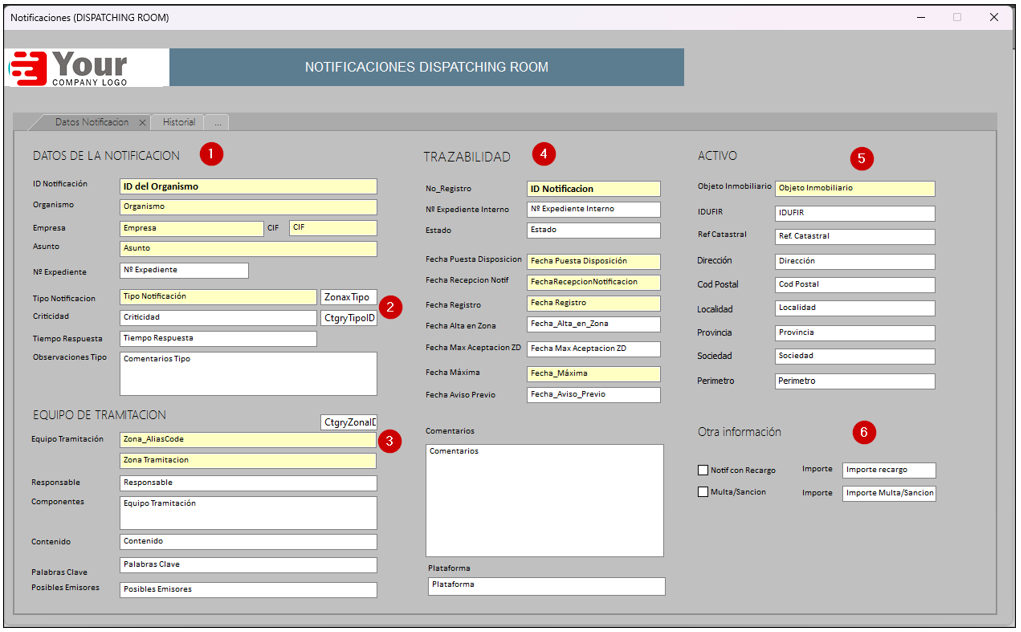 Notificaciones (DISPATCHING ROOM)
Your
COMPANY LOGO
NOTIFICACIONES DISPATCHING ROOM
Datos Notificacion
Historial
...
DATOS DE LA NOTIFICACION
1
ID Notificación
ID del Organismo
Organismo
Organismo
Empresa
Empresa
CIF
CIF
Asunto
Asunto
Nº Expediente
Nº Expediente
Tipo Notificacion
Tipo Notificación
ZonaxTipo
2
Criticidad
Criticidad
CtgryTipoID
Tiempo Respuesta
Tiempo Respuesta
Observaciones Tipo
Comentarios Tipo
EQUIPO DE TRAMITACION
CtgryZonaID
3
Equipo Tramitación
Zona_AliasCode
Zona Tramitacion
Responsable
Responsable
Componentes
Equipo Tramitación
Contenido
Contenido
Palabras Clave
Palabras Clave
Posibles Emisores
Posibles Emisores
TRAZABILIDAD
4
No_Registro
ID Notificacion
Nº Expediente Interno
Nº Expediente Interno
Estado
Estado
Fecha Puesta Disposicion
Fecha Puesta Disposición
Fecha Recepcion Notif
FechaRecepcionNotificacion
Fecha Registro
Fecha Registro
Fecha Alta en Zona
Fecha_Alta_en_Zona
Fecha Max Aceptacion ZD
Fecha Max Aceptacion ZD
Fecha Máxima
Fecha_Máxima
Fecha Aviso Previo
Fecha_Aviso_Previo
Comentarios
Comentarios
Plataforma
Plataforma
ACTIVO
5
Objeto Inmobiliario
Objeto Inmobiliario
IDUFIR
IDUFIR
Ref Catastral
Ref. Catastral
Dirección
Dirección
Cod Postal
Cod Postal
Localidad
Localidad
Provincia
Provincia
Sociedad
Sociedad
Perimetro
Perimetro
Otra información
6
Notif con Recargo
Importe
Importe recargo
Multa/Sancion
Importe
Importe Multa/Sancion